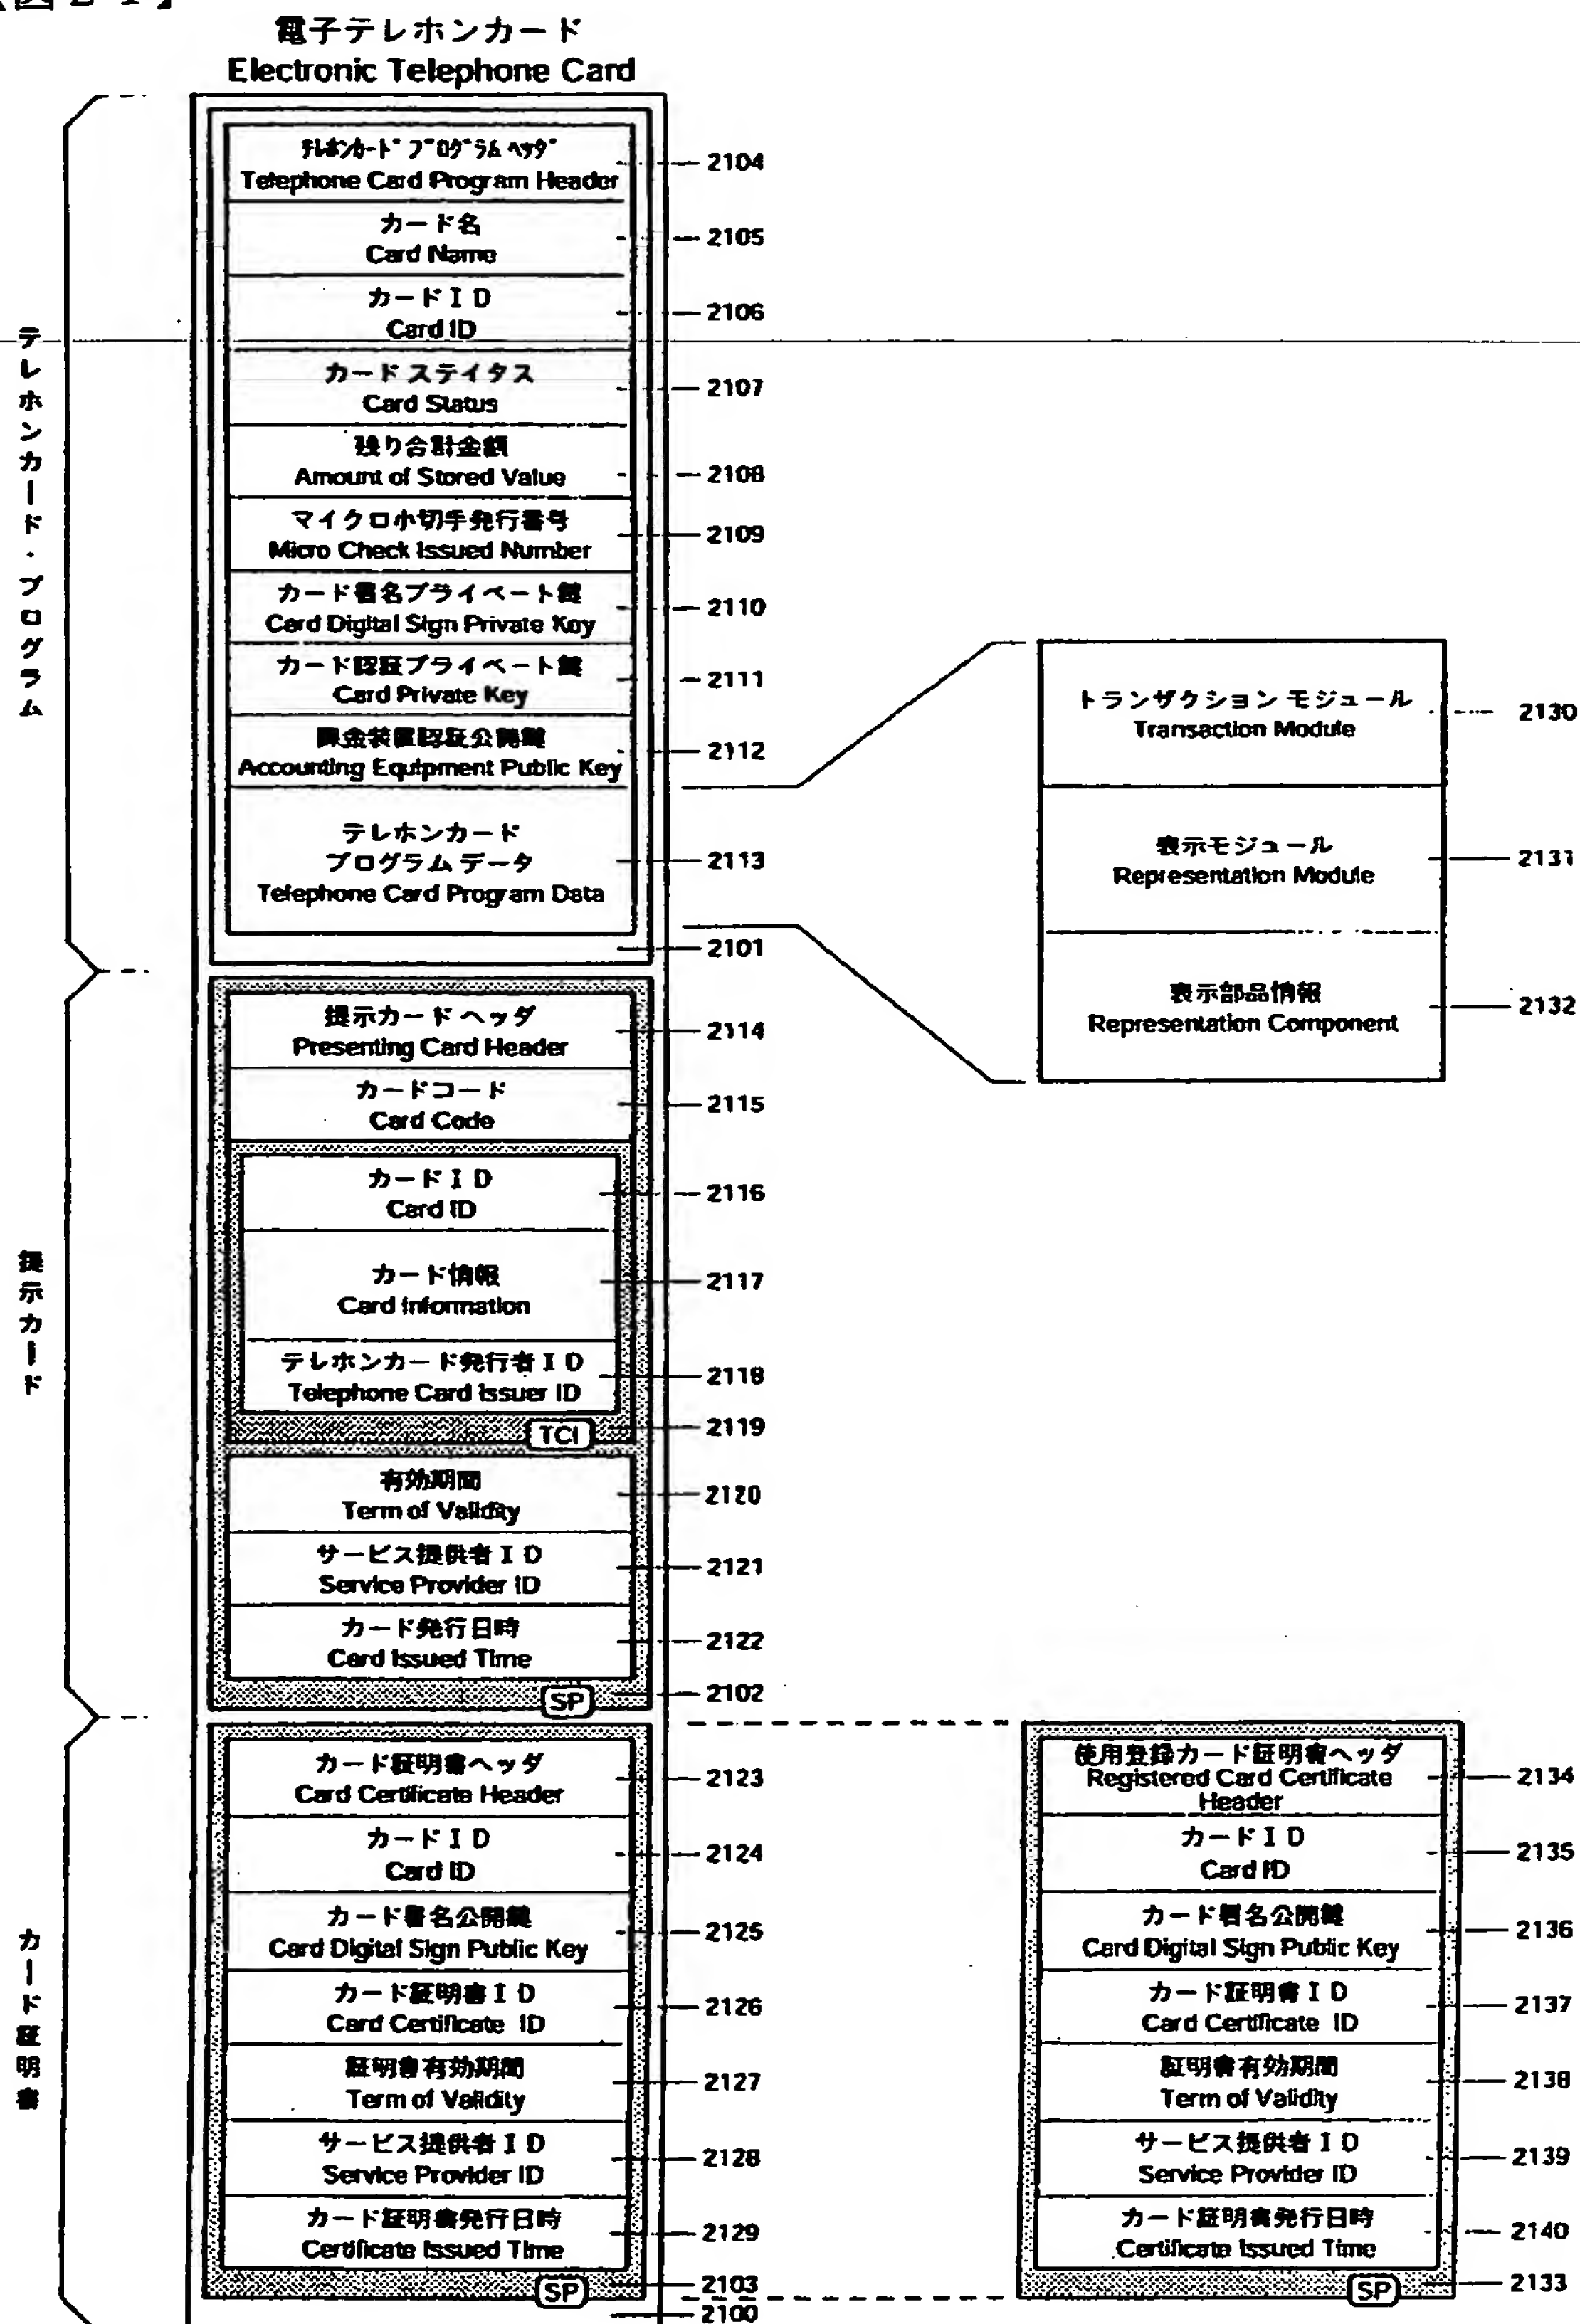 【図２１】
電子テレホンカード
Electronic Telephone Card
テレホンカード・プログラム
テレホンカード プログラム ヘッダ
Telephone Card Program Header
2104
カード名
Card Name
2105
カードＩＤ
Card ID
2106
カード ステイタス
Card Status
2107
残り合計金額
Amount of Stored Value
2108
マイクロ小切手発行番号
Micro Check Issued Number
2109
カード署名プライベート鍵
Card Digital Sign Private Key
2110
カード認証プライベート鍵
Card Private Key
2111
課金装置認証公開鍵
Accounting Equipment Public Key
2112
テレホンカード
プログラム データ
Telephone Card Program Data
2113
2101
トランザクション モジュール
Transaction Module
2130
表示モジュール
Representation Module
2131
表示部品情報
Representation Component
2132
提示カード
提示カード ヘッダ
Presenting Card Header
2114
カードコード
Card Code
2115
カードＩＤ
Card ID
2116
カード情報
Card Information
2117
テレホンカード発行者ＩＤ
Telephone Card Issuer ID
2118
TCI
2119
有効期間
Term of Validity
2120
サービス提供者ＩＤ
Service Provider ID
2121
カード発行日時
Card Issued Time
2122
SP
2102
カード証明書
カード証明書ヘッダ
Card Certificate Header
2123
カードＩＤ
Card ID
2124
カード署名公開鍵
Card Digital Sign Public Key
2125
カード証明書ＩＤ
Card Certificate ID
2126
証明書有効期間
Term of Validity
2127
サービス提供者ＩＤ
Service Provider ID
2128
カード証明書発行日時
Certificate Issued Time
2129
SP
2103
2100
使用登録カード証明書ヘッダ
Registered Card Certificate
Header
2134
カードＩＤ
Card ID
2135
カード署名公開鍵
Card Digital Sign Public Key
2136
カード証明書ＩＤ
Card Certificate ID
2137
証明書有効期間
Term of Validity
2138
サービス提供者ＩＤ
Service Provider ID
2139
カード証明書発行日時
Certificate Issued Time
2140
SP
2133